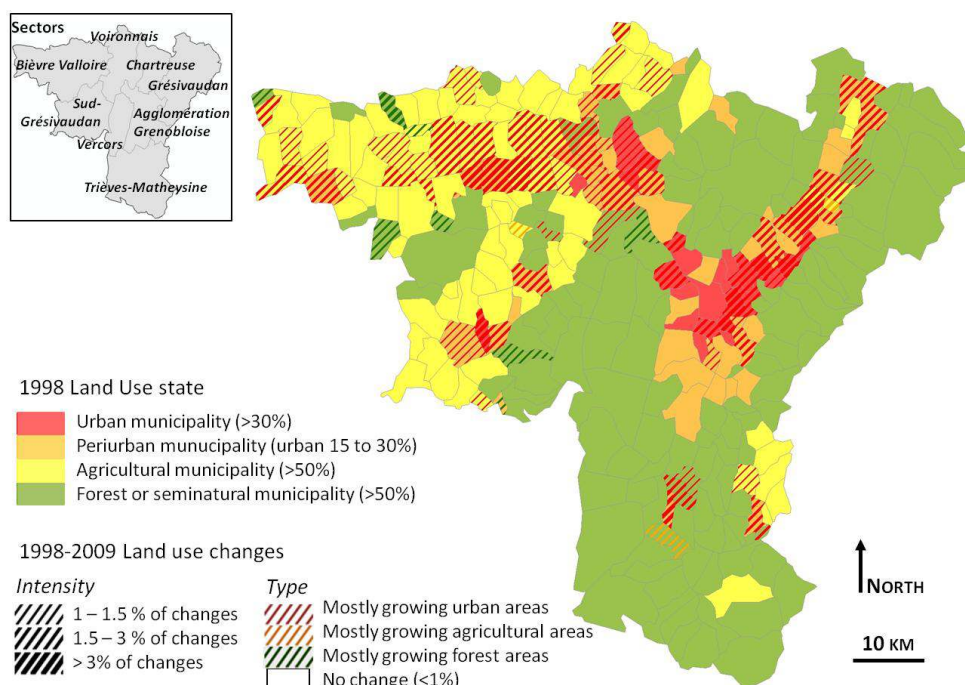 Sectors
Voironnais
Bièvre Valloire
Chartreuse
Grésivaudan
Sud-
Grésivaudan
Agglomération
Grenobloise
Vercors
Trièves-Matheysine
1998 Land Use state
Urban municipality (>30%)
Periurban munucipality (urban 15 to 30%)
Agricultural municipality (>50%)
Forest or seminatural municipality (>50%)
1998-2009 Land use changes
Intensity
1 – 1.5 % of changes
1.5 – 3 % of changes
> 3% of changes
Type
Mostly growing urban areas
Mostly growing agricultural areas
Mostly growing forest areas
No change (<1%)
NORTH
10 KM